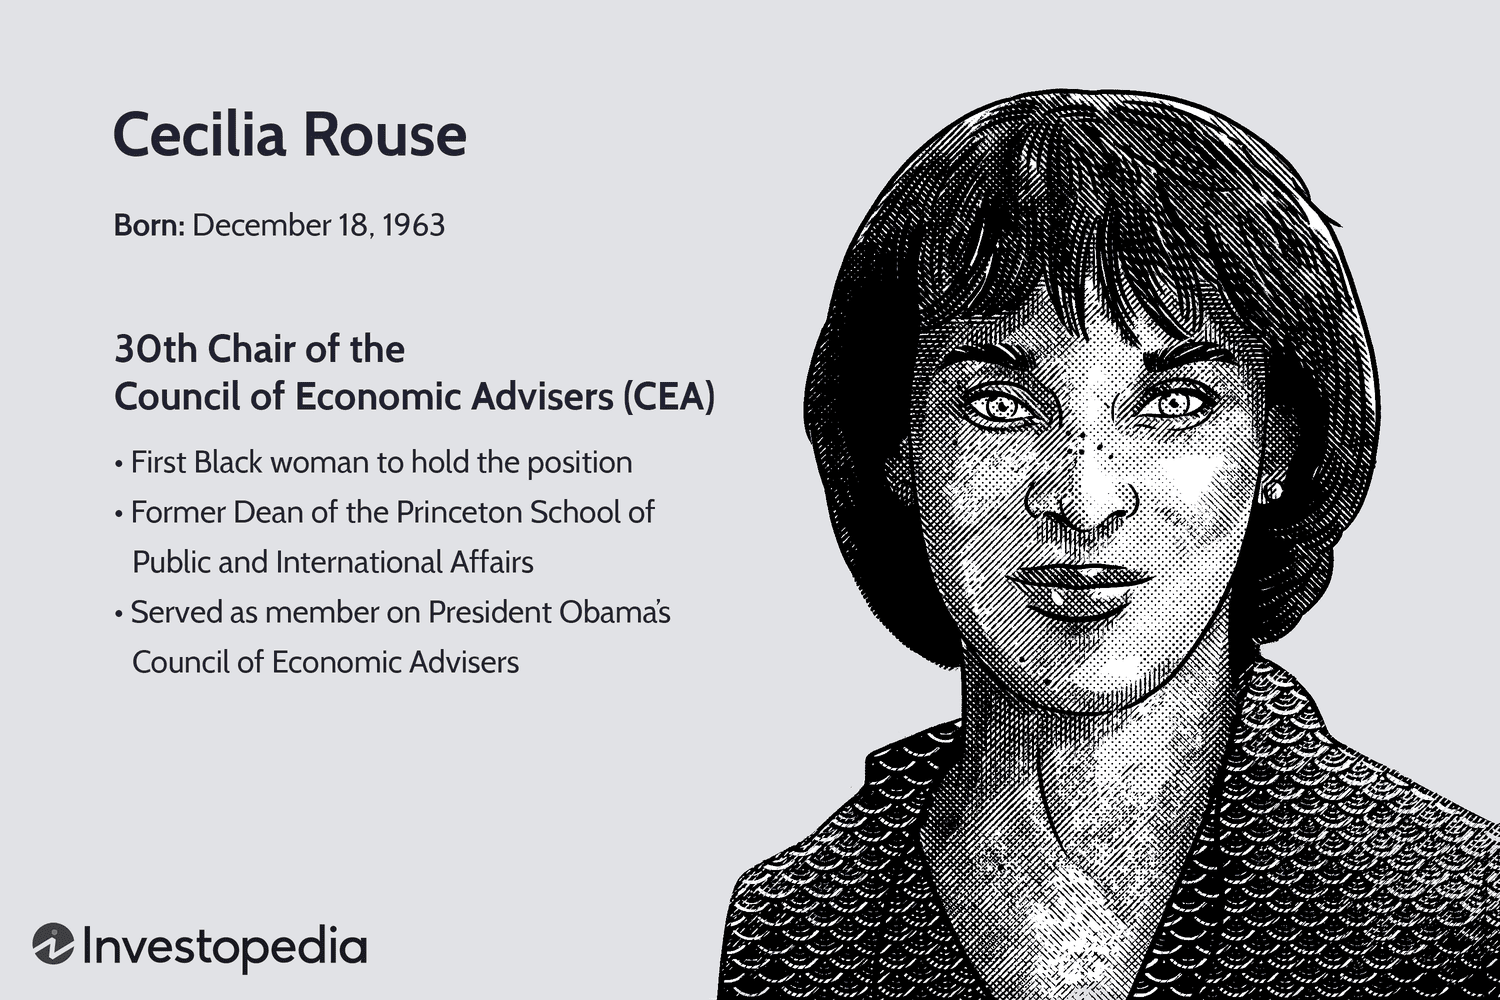 Cecilia Rouse
Born: December 18, 1963
30th Chair of the
Council of Economic Advisers (CEA)
• First Black woman to hold the position
• Former Dean of the Princeton School of
Public and International Affairs
• Served as member on President Obama’s
Council of Economic Advisers
Investopedia